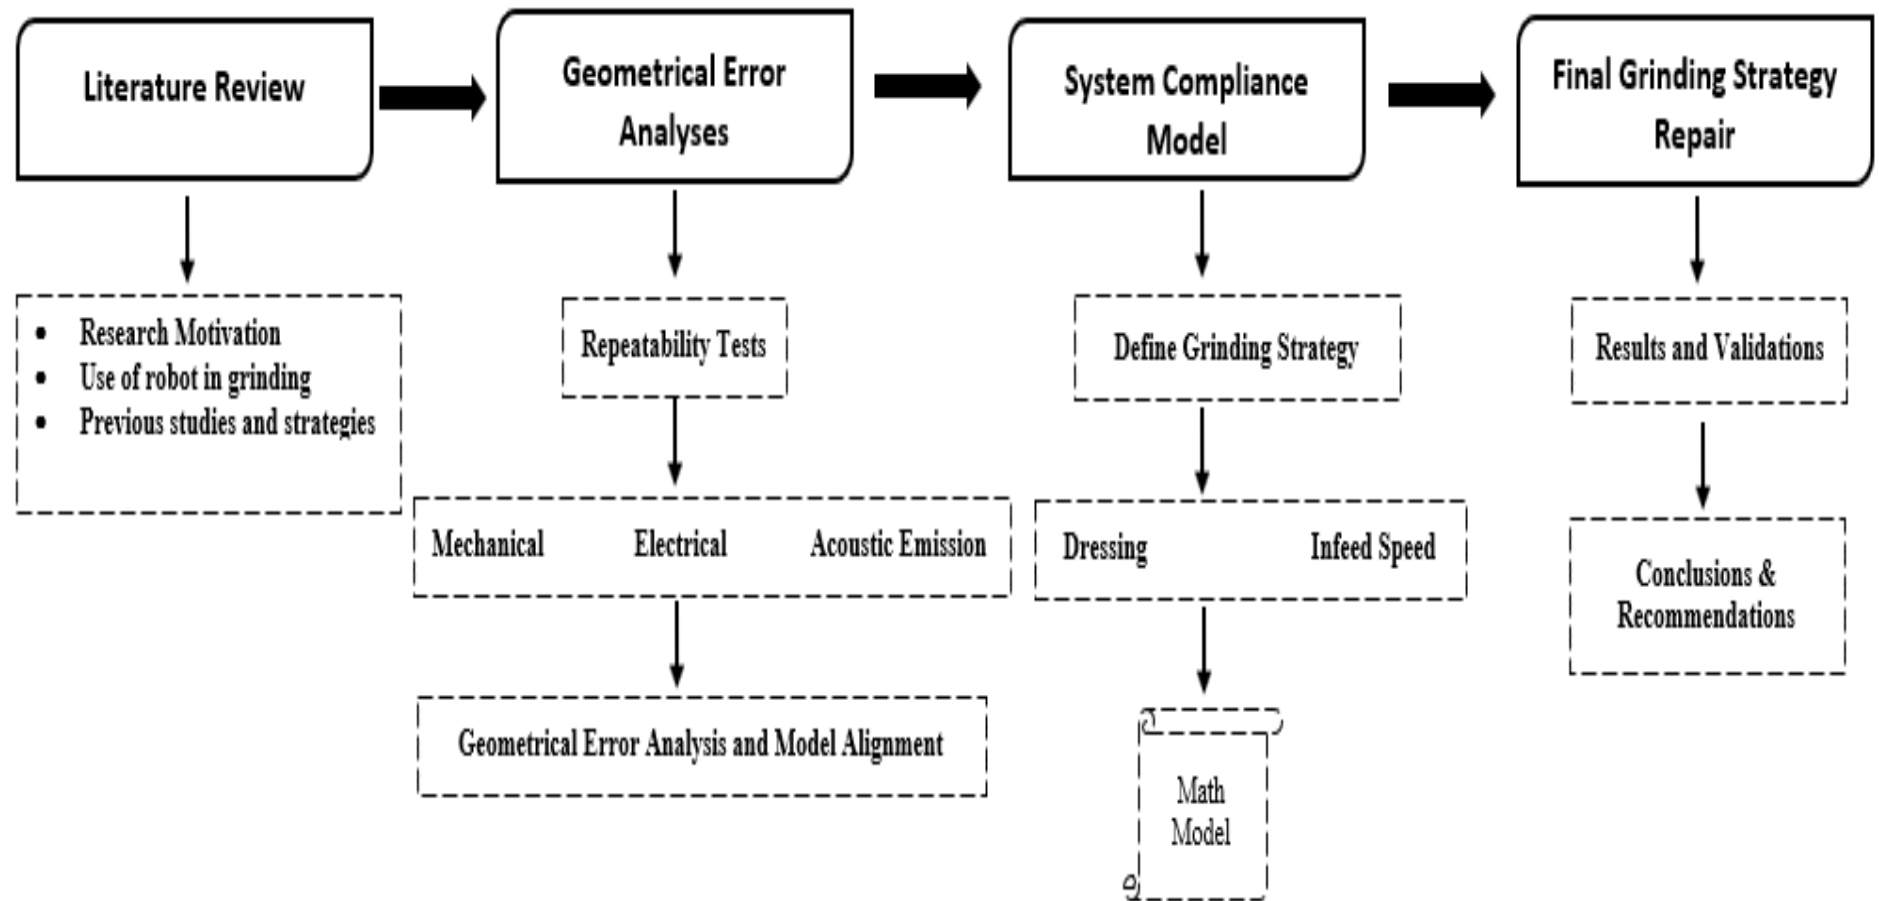 Literature Review
Geometrical Error
Analyses
System Compliance
Model
Final Grinding Strategy
Repair
• Research Motivation
• Use of robot in grinding
• Previous studies and strategies
Repeatability Tests
Mechanical Electrical Acoustic Emission
Geometrical Error Analysis and Model Alignment
Define Grinding Strategy
Dressing Infeed Speed
Math
Model
Results and Validations
Conclusions &
Recommendations